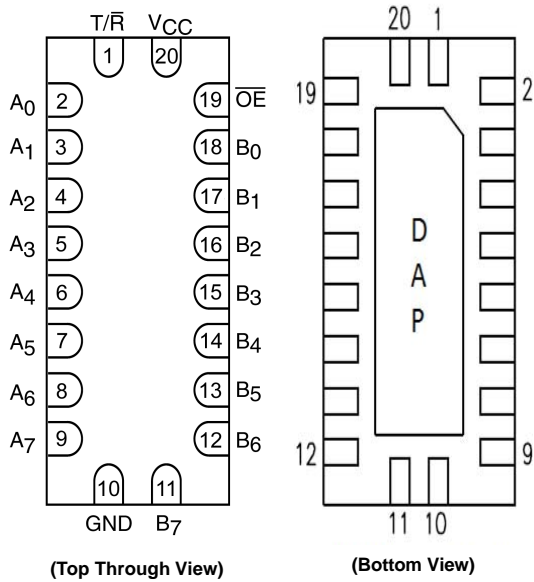 T/R̅ VCC
1 20
A0 2 19 O̅E̅
A1 3 18 B0
A2 4 17 B1
A3 5 16 B2
A4 6 15 B3
A5 7 14 B4
A6 8 13 B5
A7 9 12 B6
10 11
GND B7
(Top Through View)
20 1
19 2
D
A
P
12 9
11 10
(Bottom View)